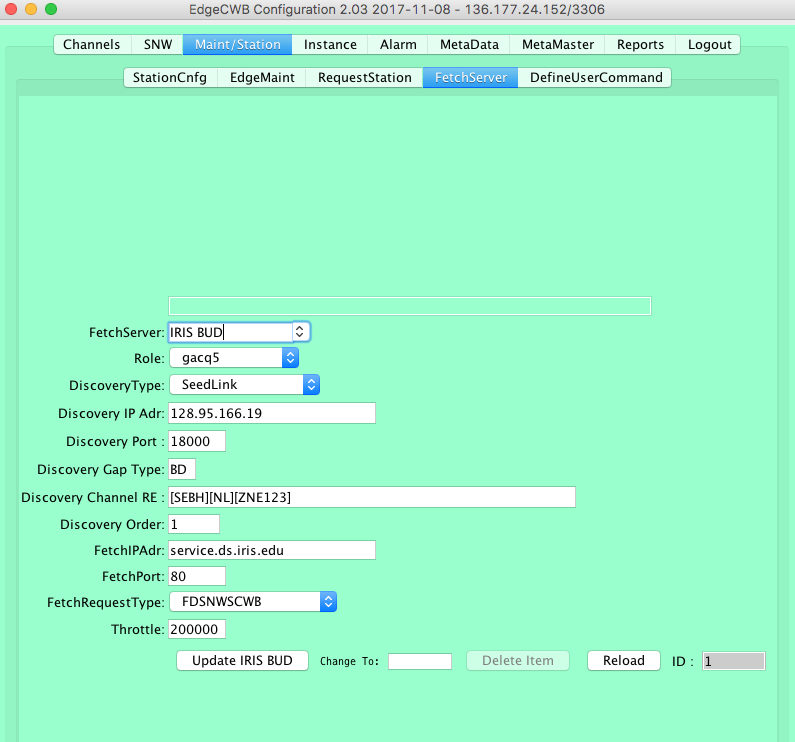 EdgeCWB Configuration 2.03 2017-11-08 - 136.177.24.152/3306
Channels SNW Maint/Station Instance Alarm MetaData MetaMaster Reports Logout
StationCnfg EdgeMaint RequestStation FetchServer DefineUserCommand
FetchServer: IRIS BUD
Role: gacq5
DiscoveryType: SeedLink
Discovery IP Adr: 128.95.166.19
Discovery Port : 18000
Discovery Gap Type: BD
Discovery Channel RE : [SEBH][NL][ZNE123]
Discovery Order: 1
FetchIPAdr: service.ds.iris.edu
FetchPort: 80
FetchRequestType: FDSNWSCWB
Throttle: 200000
Update IRIS BUD Change To: Delete Item Reload ID : 1